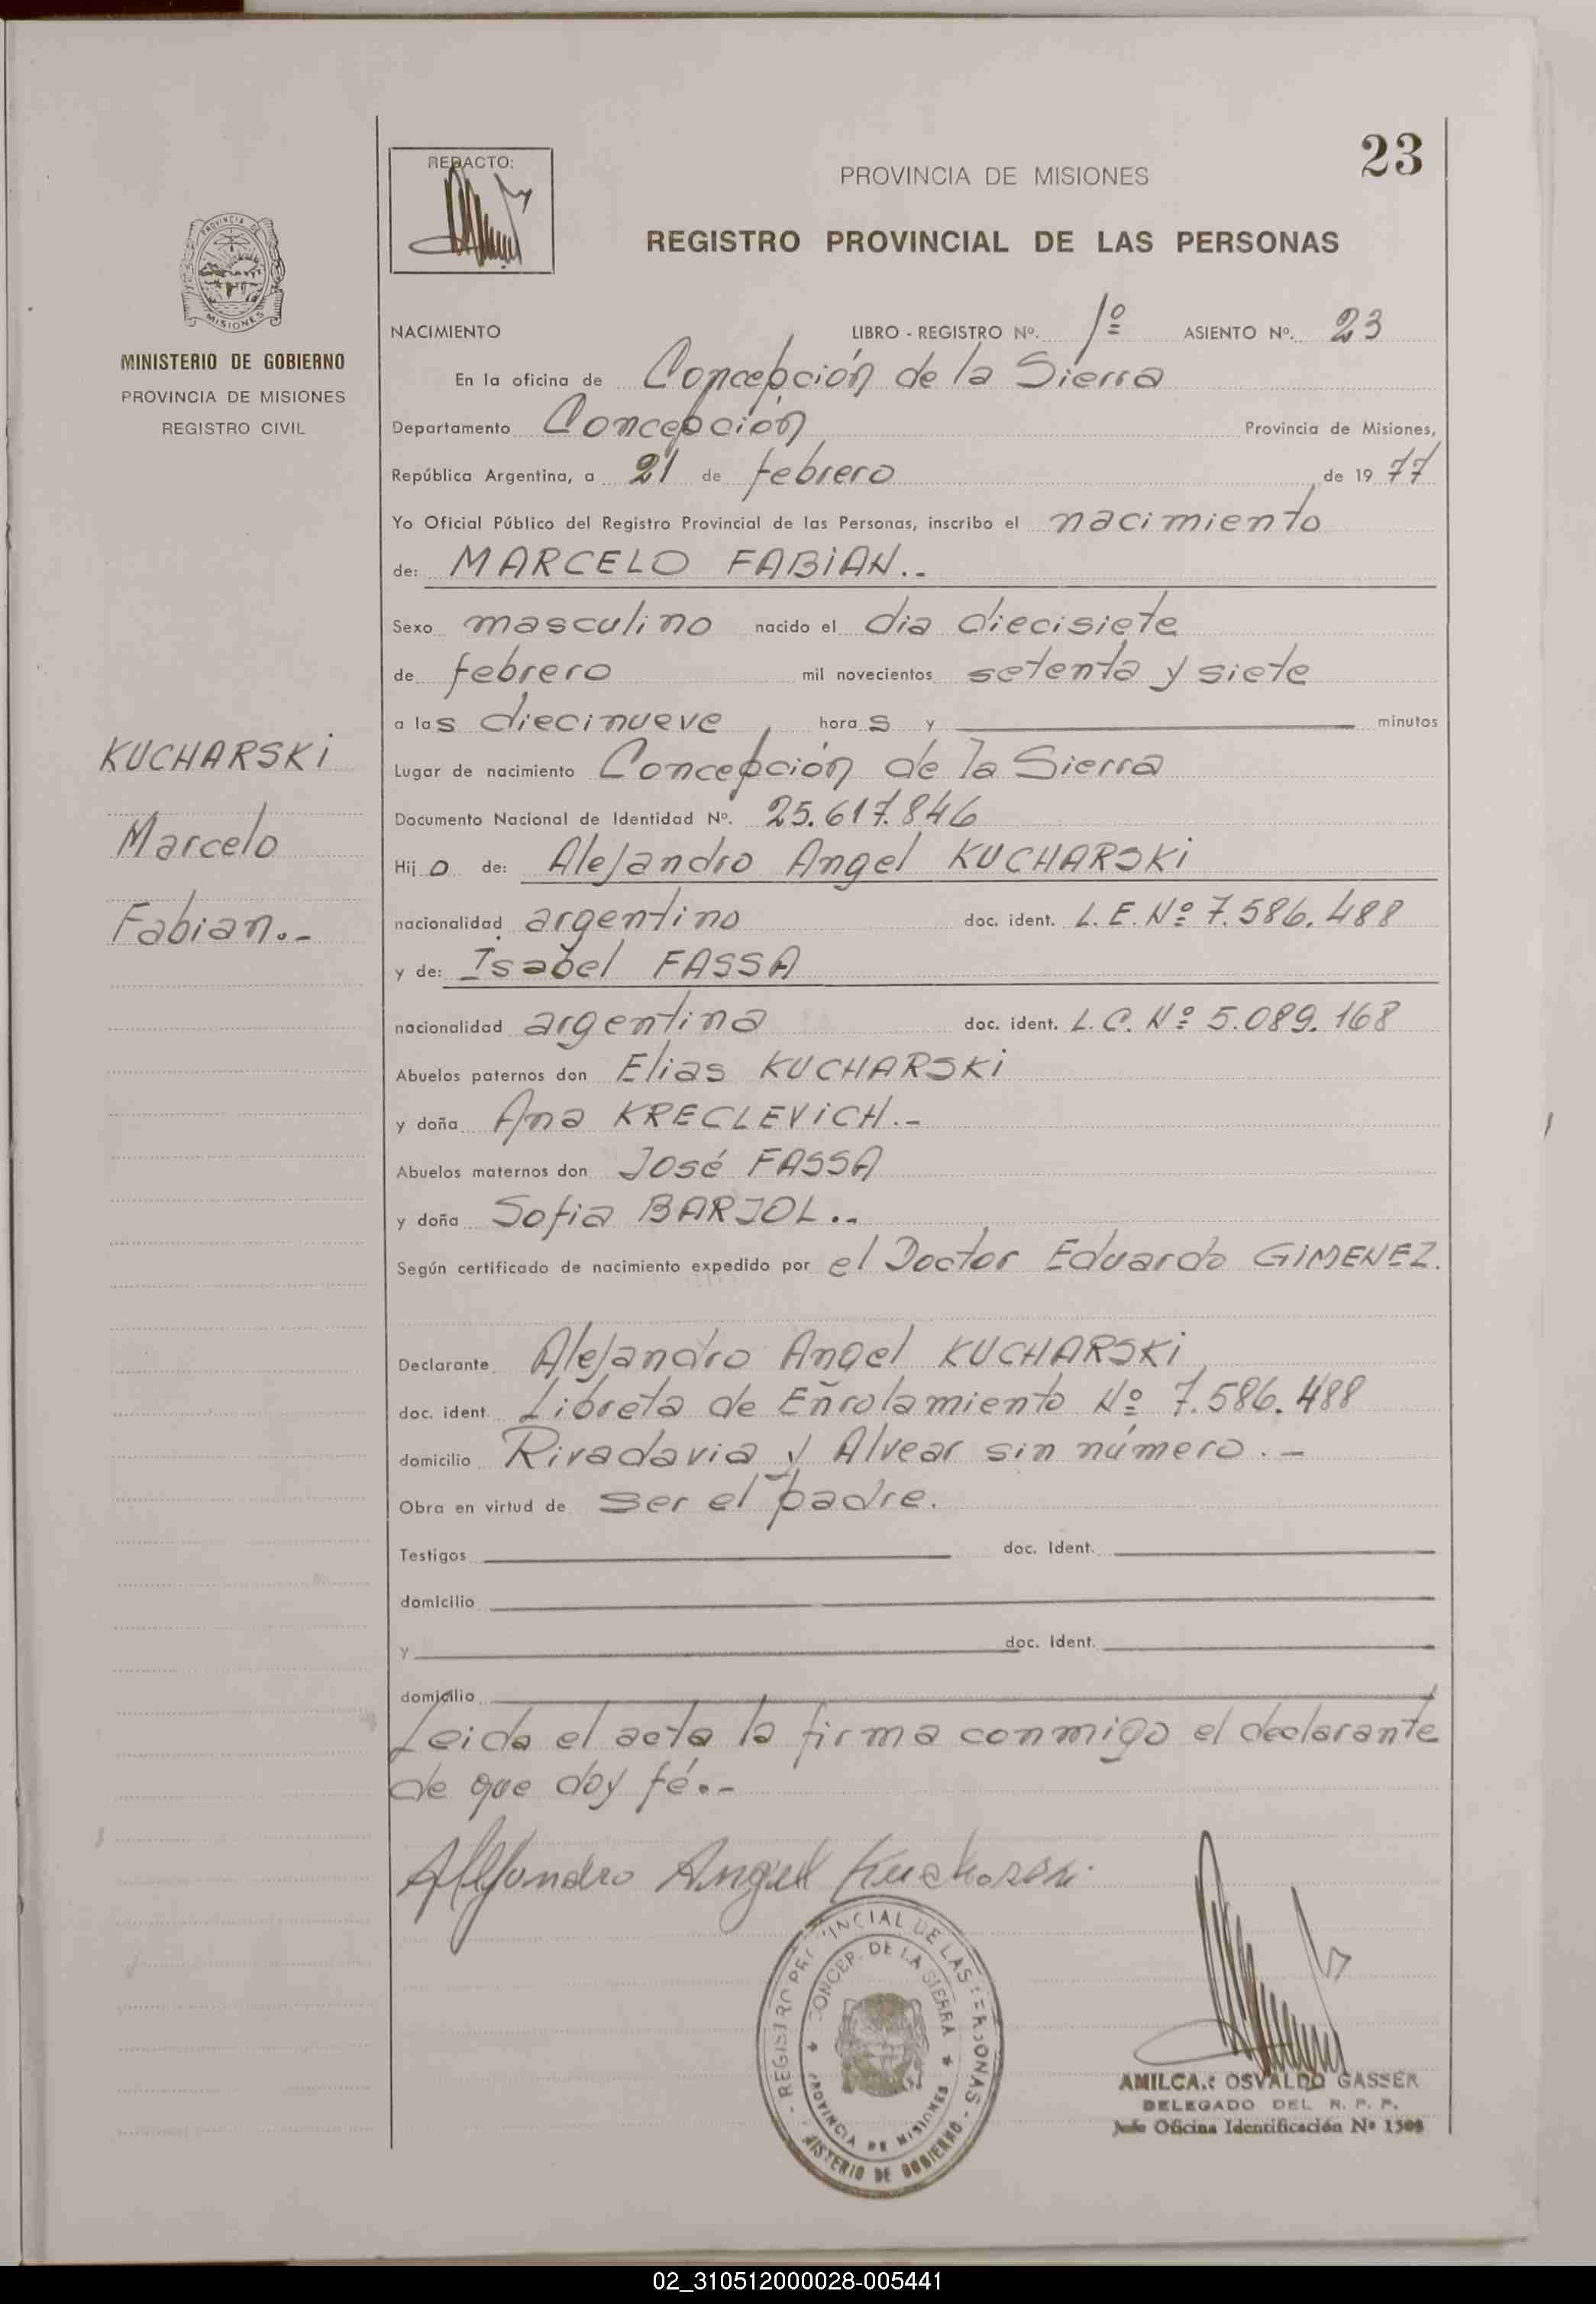 23
REDACTO:
PROVINCIA DE MISIONES
REGISTRO PROVINCIAL DE LAS PERSONAS
PROVINCIA DE
MISIONES
MINISTERIO DE GOBIERNO
PROVINCIA DE MISIONES
REGISTRO CIVIL
KUCHARSKi
Marcelo
Fabian.-
NACIMIENTO LIBRO - REGISTRO Nº. 1º ASIENTO Nº. 23
En la oficina de Concepción de la Sierra
Departamento Concepción Provincia de Misiones,
República Argentina, a 21 de febrero de 1977
Yo Oficial Público del Registro Provincial de las Personas, inscribo el nacimiento
de: MARCELO FABiAN.-
Sexo masculino nacido el dia diecisiete
de febrero mil novecientos setenta y siete
a las diecinueve horas y minutos
Lugar de nacimiento Concepción de la Sierra
Documento Nacional de Identidad Nº. 25.617.846
Hijo de: Alejandro Angel KUCHARSKi
nacionalidad argentino doc. ident. L.E. Nº 7.586.488
y de: Isabel FASSA
nacionalidad argentina doc. ident. L.C. Nº 5.089.168
Abuelos paternos don Elias KUCHARSKi
y doña Ana KRECLEViCH.-
Abuelos maternos don José FASSA
y doña Sofia BARJOL.-
Según certificado de nacimiento expedido por el Doctor Eduardo GiMENEZ.
Declarante Alejandro Angel KUCHARSKi
doc. ident. Libreta de Eñrolamiento Nº 7.586.488
domicilio Rivadavia y Alvear sin número.-
Obra en virtud de ser el padre.
Testigos doc. Ident.
domicilio
y doc. Ident.
domicilio
Leida el acta la firma conmigo el declarante
de que doy fé.-
Alejandro Angel Kucharski
REGISTRO PROVINCIAL DE LAS PERSONAS
CONCEP. DE LA SIERRA
PROVINCIA DE MISIONES
MISTERIO DE GOBIERNO
AMILCA.: OSVALDO GASSER
DELEGADO DEL R. P. P.
Jefe Oficina Identificación Nº
02_310512000028-005441